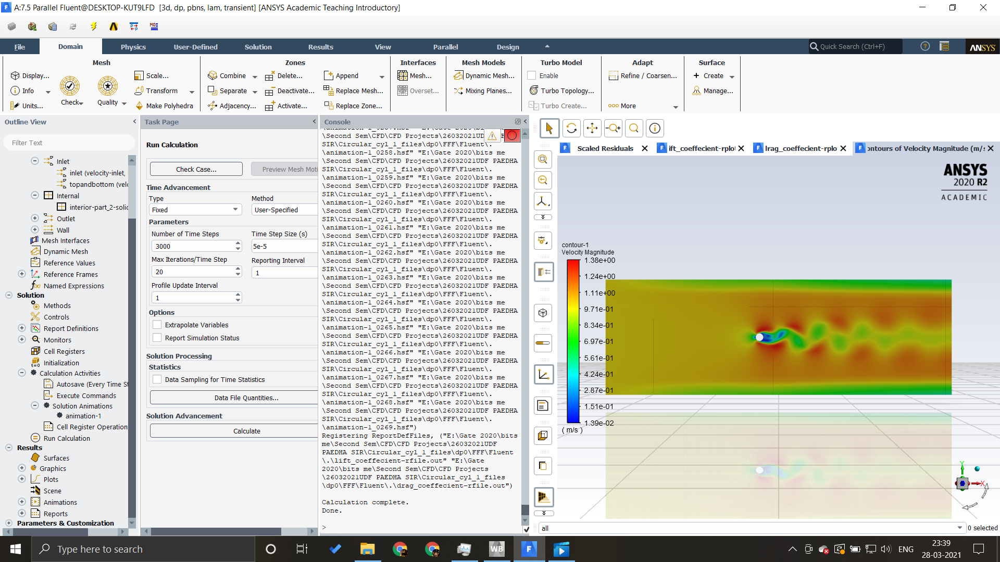 A:7.5 Parallel Fluent@DESKTOP-KUT9LFD [3d, dp, pbns, lam, transient] [ANSYS Academic Teaching Introductory]
File Domain Physics User-Defined Solution Results View Parallel Design Quick Search (Ctrl+F) ANSYS
Mesh Zones Interfaces Mesh Models Turbo Model Adapt Surface
Display... Scale... Combine Delete... Append Mesh... Dynamic Mesh... Enable Refine / Coarsen... Create
Info Transform Separate Deactivate... Replace Mesh... Overset... Mixing Planes... Turbo Topology... Manage...
Check Quality
Units... Make Polyhedra Adjacency... Activate... Replace Zone... Turbo Create... More
Outline View
Filter Text
Inlet
inlet (velocity-inlet,
topandbottom (velo
Internal
interior-part_2-solid
Outlet
Wall
Mesh Interfaces
Dynamic Mesh
Reference Values
Reference Frames
Named Expressions
Solution
Methods
Controls
Report Definitions
Monitors
Cell Registers
Initialization
Calculation Activities
Autosave (Every Time St
Execute Commands
Solution Animations
animation-1
Cell Register Operation
Run Calculation
Results
Surfaces
Graphics
Plots
Scene
Animations
Reports
Parameters & Customization
Task Page
Run Calculation
Check Case... Preview Mesh Moti
Time Advancement
Type Method
Fixed User-Specified
Parameters
Number of Time Steps Time Step Size (s)
3000 5e-5
Max Iterations/Time Step Reporting Interval
20 1
Profile Update Interval
1
Options
Extrapolate Variables
Report Simulation Status
Solution Processing
Statistics
Data Sampling for Time Statistics
Data File Quantities...
Solution Advancement
Calculate
Console
\Second Sem\CFD\CFD Projects\26032021UD
SIR\Circular_cyl_1_files\dp0\FFF\Fluent\.
\animation-1_0258.hsf" "E:\Gate 2020\bits me
\Second Sem\CFD\CFD Projects\26032021UDF PAEDHA
SIR\Circular_cyl_1_files\dp0\FFF\Fluent\.
\animation-1_0259.hsf" "E:\Gate 2020\bits me
\Second Sem\CFD\CFD Projects\26032021UDF PAEDHA
SIR\Circular_cyl_1_files\dp0\FFF\Fluent\.
\animation-1_0260.hsf" "E:\Gate 2020\bits me
\Second Sem\CFD\CFD Projects\26032021UDF PAEDHA
SIR\Circular_cyl_1_files\dp0\FFF\Fluent\.
\animation-1_0261.hsf" "E:\Gate 2020\bits me
\Second Sem\CFD\CFD Projects\26032021UDF PAEDHA
SIR\Circular_cyl_1_files\dp0\FFF\Fluent\.
\animation-1_0262.hsf" "E:\Gate 2020\bits me
\Second Sem\CFD\CFD Projects\26032021UDF PAEDHA
SIR\Circular_cyl_1_files\dp0\FFF\Fluent\.
\animation-1_0263.hsf" "E:\Gate 2020\bits me
\Second Sem\CFD\CFD Projects\26032021UDF PAEDHA
SIR\Circular_cyl_1_files\dp0\FFF\Fluent\.
\animation-1_0264.hsf" "E:\Gate 2020\bits me
\Second Sem\CFD\CFD Projects\26032021UDF PAEDHA
SIR\Circular_cyl_1_files\dp0\FFF\Fluent\.
\animation-1_0265.hsf" "E:\Gate 2020\bits me
\Second Sem\CFD\CFD Projects\26032021UDF PAEDHA
SIR\Circular_cyl_1_files\dp0\FFF\Fluent\.
\animation-1_0266.hsf" "E:\Gate 2020\bits me
\Second Sem\CFD\CFD Projects\26032021UDF PAEDHA
SIR\Circular_cyl_1_files\dp0\FFF\Fluent\.
\animation-1_0267.hsf" "E:\Gate 2020\bits me
\Second Sem\CFD\CFD Projects\26032021UDF PAEDHA
SIR\Circular_cyl_1_files\dp0\FFF\Fluent\.
\animation-1_0268.hsf" "E:\Gate 2020\bits me
\Second Sem\CFD\CFD Projects\26032021UDF PAEDHA
SIR\Circular_cyl_1_files\dp0\FFF\Fluent\.
\animation-1_0269.hsf")
Registering ReportDefFiles, ("E:\Gate 2020\bits
me\Second Sem\CFD\CFD Projects\26032021UDF
PAEDHA SIR\Circular_cyl_1_files\dp0\FFF\Fluent
\.\lift_coeffecient-rfile.out" "E:\Gate
2020\bits me\Second Sem\CFD\CFD Projects
\26032021UDF PAEDHA SIR\Circular_cyl_1_files
\dp0\FFF\Fluent\.\drag_coeffecient-rfile.out")
Calculation complete.
Done.
>
Scaled Residuals ift_coeffecient-rplot lrag_coeffecient-rplo ontours of Velocity Magnitude (m/s
ANSYS
2020 R2
ACADEMIC
contour-1
Velocity Magnitude
1.38e+00
1.24e+00
1.11e+00
9.71e-01
8.34e-01
6.97e-01
5.61e-01
4.24e-01
2.87e-01
1.51e-01
1.39e-02
( m/s )
Y
X
all 0 selected
Type here to search WB F ENG 23:39
28-03-2021